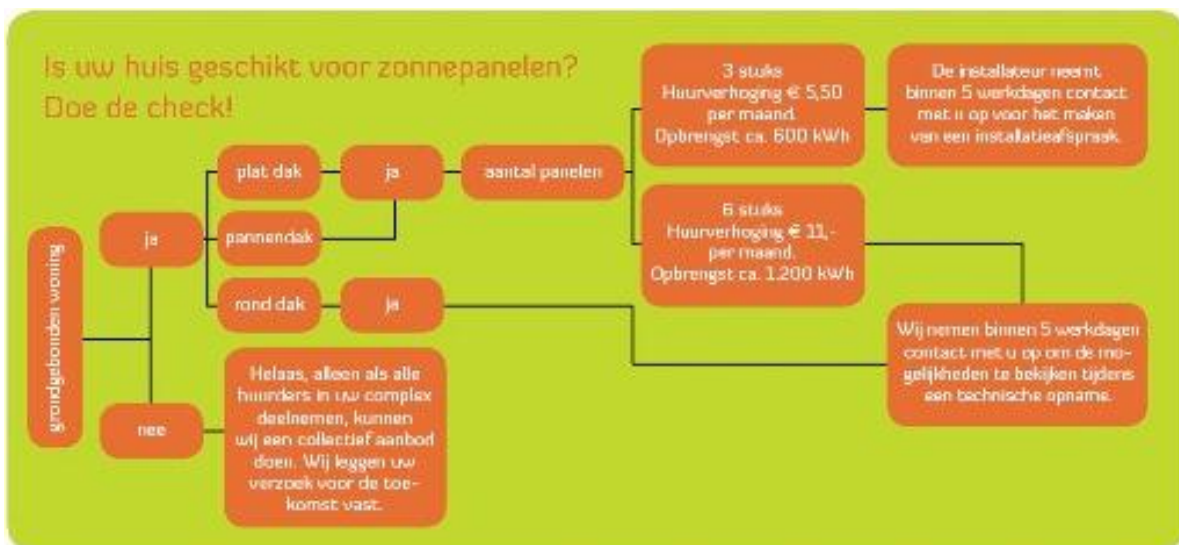 Is uw huis geschikt voor zonnepanelen?
Doe de check!
grondgebonden woning
ja
plat dak
ja
aantal panelen
pannendak
rond dak
ja
3 stuks
Huurverhoging € 5,50
per maand.
Opbrengst ca. 600 kWh
De installateur neemt
binnen 5 werkdagen contact
met u op voor het maken
van een installatieafspraak.
6 stuks
Huurverhoging € 11,-
per maand.
Opbrengst ca. 1.200 kWh
Wij nemen binnen 5 werkdagen
contact met u op om de mo-
gelijkheden te bekijken tijdens
een technische opname.
nee
Helaas, alleen als alle
huurders in uw complex
deelnemen, kunnen
wij een collectief aanbod
doen. Wij leggen uw
verzoek voor de toe-
komst vast.